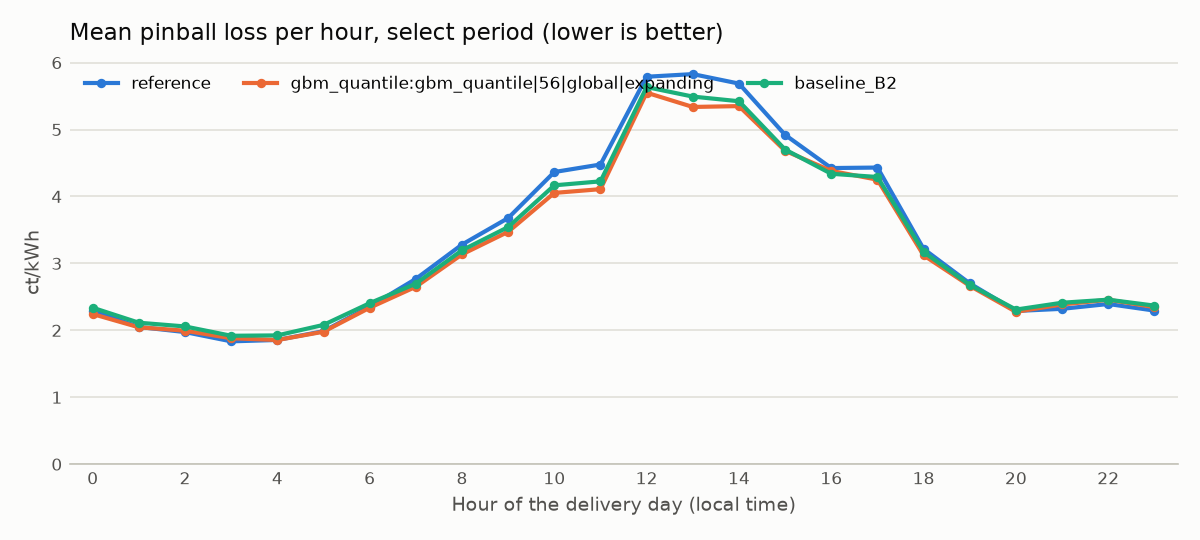 Mean pinball loss per hour, select period (lower is better)
reference gbm_quantile:gbm_quantile|56|global|expanding baseline_B2
6
5
4
3
2
1
0
ct/kWh
0 2 4 6 8 10 12 14 16 18 20 22
Hour of the delivery day (local time)